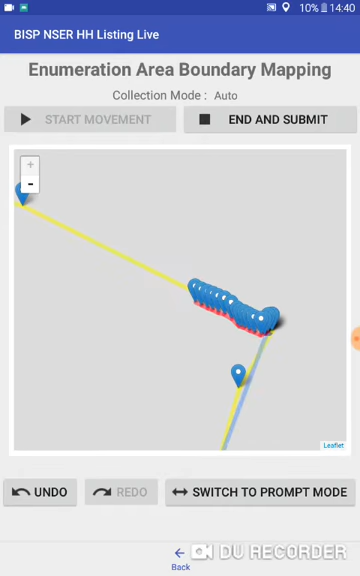 10% 14:40
BISP NSER HH Listing Live
Enumeration Area Boundary Mapping
Collection Mode : Auto
START MOVEMENT
END AND SUBMIT
+
-
Leaflet
UNDO
REDO
SWITCH TO PROMPT MODE
Back
DU RECORDER